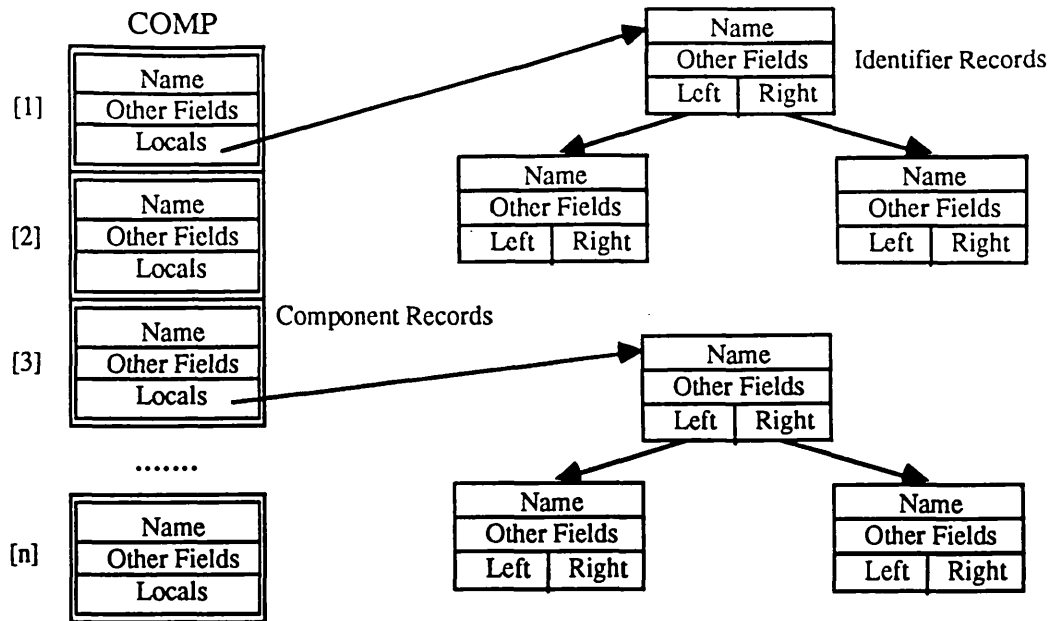 COMP
[1]
Name
Other Fields
Locals
[2]
Name
Other Fields
Locals
[3]
Name
Other Fields
Locals
.......
[n]
Name
Other Fields
Locals
Component Records
Name
Other Fields
Left Right
Identifier Records
Name
Other Fields
Left Right
Name
Other Fields
Left Right
Name
Other Fields
Left Right
Name
Other Fields
Left Right
Name
Other Fields
Left Right